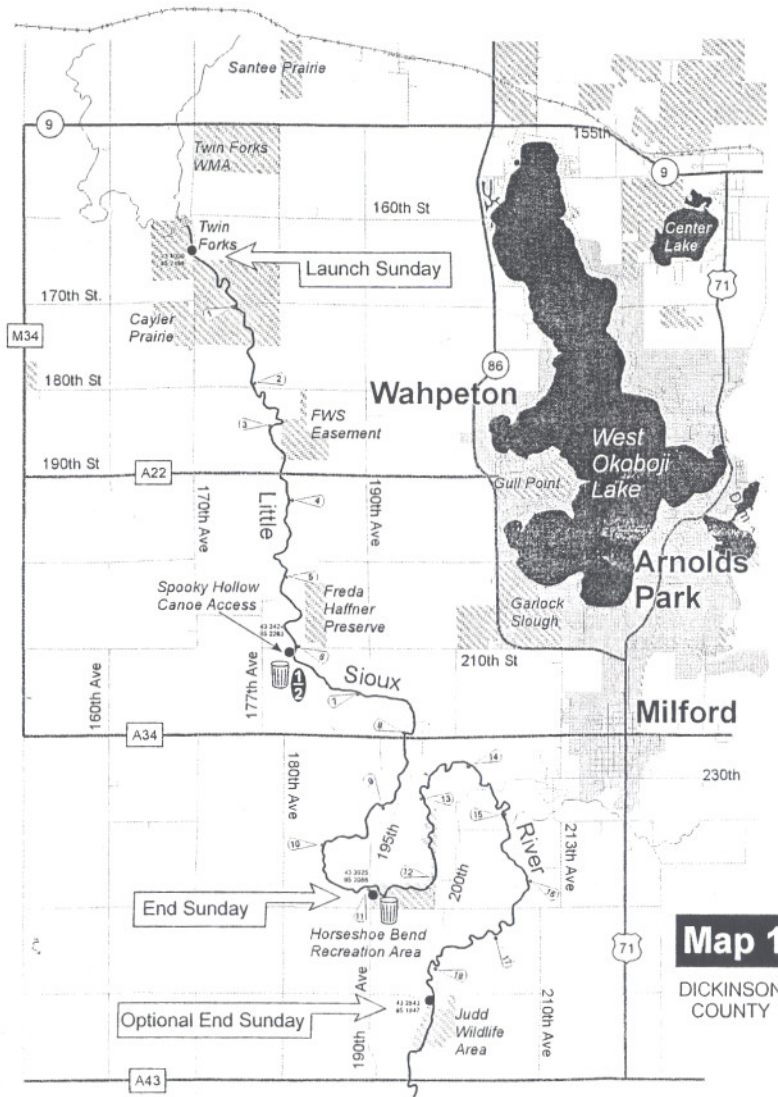 Santee Prairie
9
155th
Twin Forks
WMA
9
160th St
Twin
Forks
Center
Lake
Launch Sunday
71
170th St.
Cayler
Prairie
1
M34
86
180th St
2
Wahpeton
3
FWS
Easement
West
Okoboji
Lake
190th St
A22
Gull Point
170th Ave
Little
4
190th Ave
Arnolds
Park
5
Spooky Hollow
Canoe Access
Freda
Haffner
Preserve
Garlock
Slough
6
Sioux
210th St
1/2
7
160th Ave
177th Ave
Milford
8
A34
230th
180th Ave
14
9
13
15
River
10
195th
213th Ave
12
200th
16
End Sunday
11
Horseshoe Bend
Recreation Area
17
71
Map 1
DICKINSON
COUNTY
190th Ave
18
Optional End Sunday
Judd
Wildlife
Area
210th Ave
A43